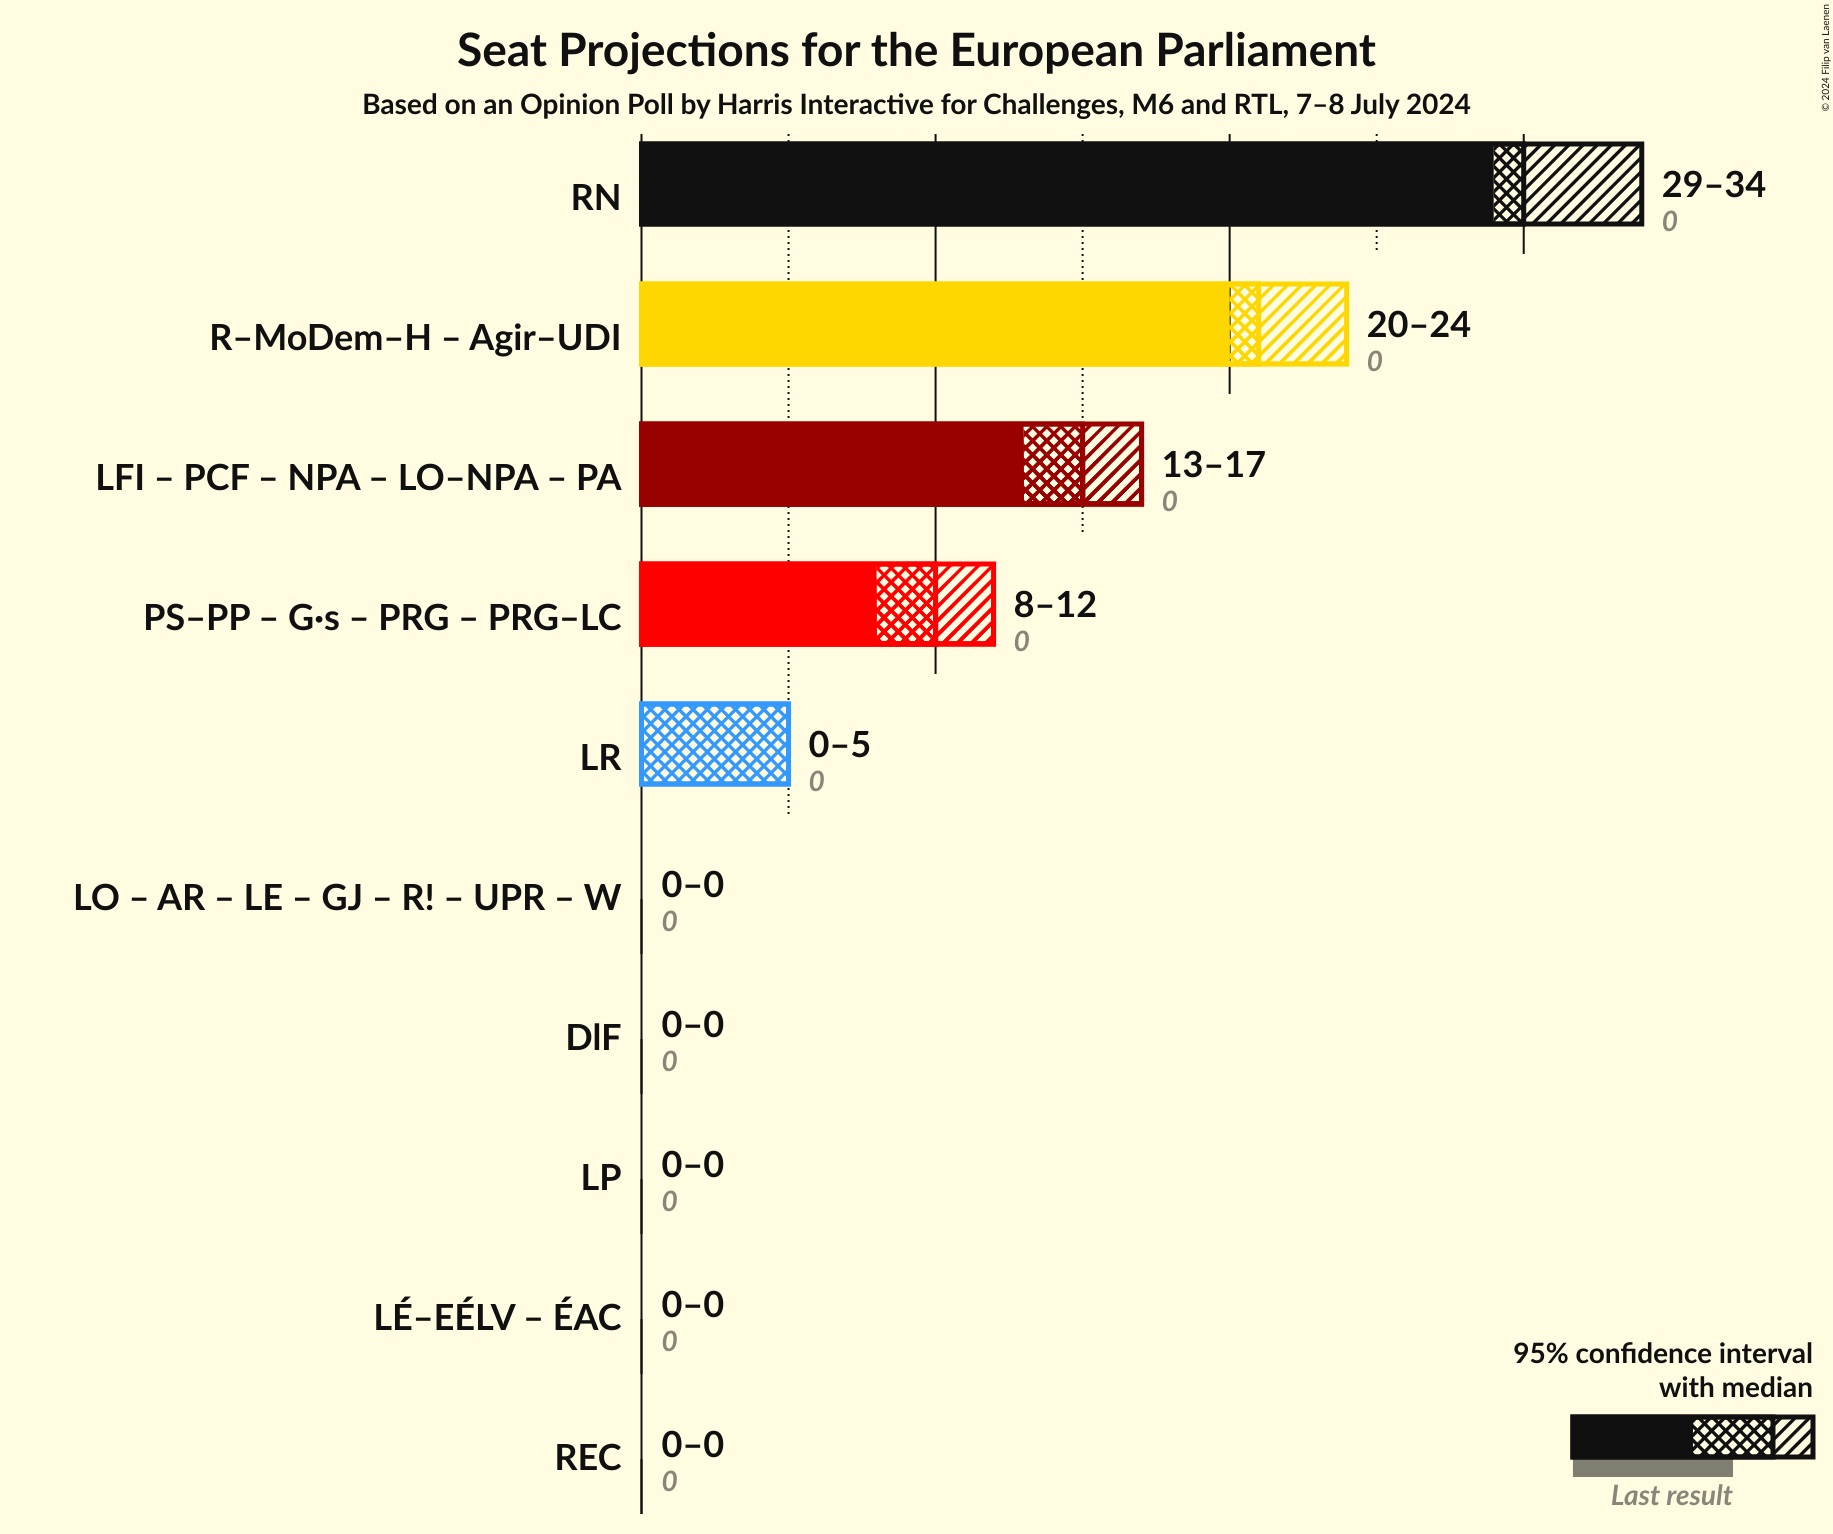 Seat Projections for the European Parliament
Based on an Opinion Poll by Harris Interactive for Challenges, M6 and RTL, 7–8 July 2024
© 2024 Filip van Laenen
RN
29–34
0
R–MoDem–H – Agir–UDI
20–24
0
LFI – PCF – NPA – LO–NPA – PA
13–17
0
PS–PP – G·s – PRG – PRG–LC
8–12
0
LR
0–5
0
LO – AR – LE – GJ – R! – UPR – W
0–0
0
DIF
0–0
0
LP
0–0
0
LÉ–EÉLV – ÉAC
0–0
0
REC
0–0
0
95% confidence interval
with median
Last result